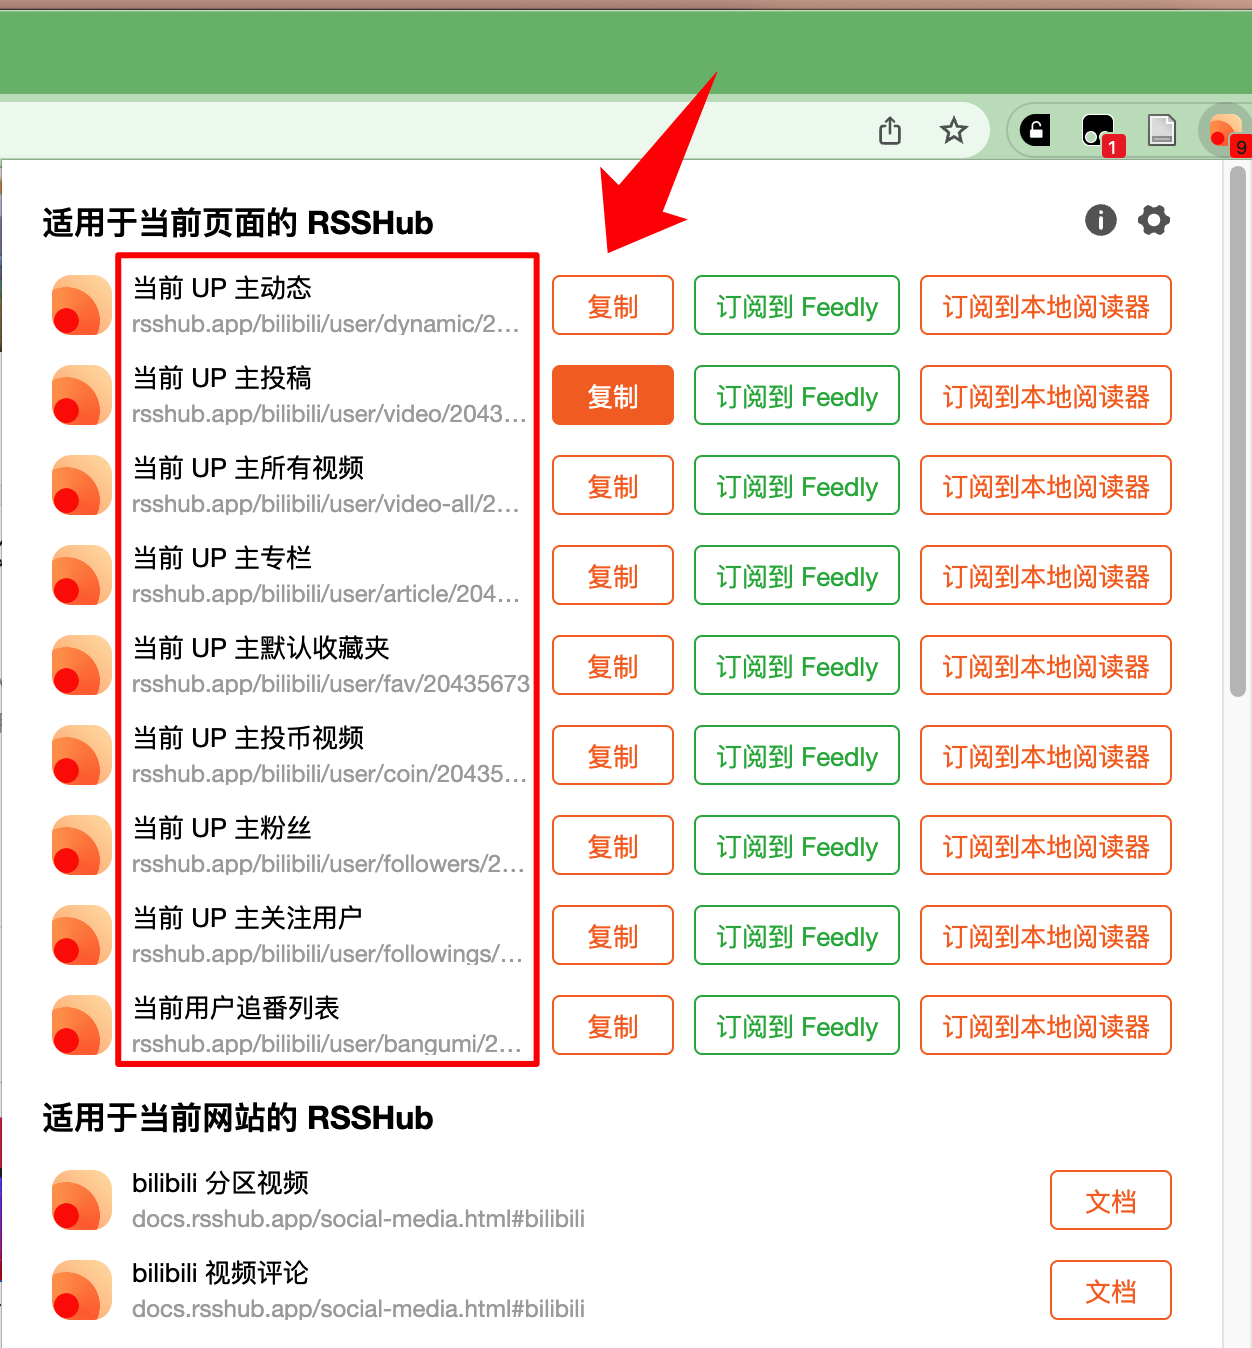 1
9
适用于当前页面的 RSSHub
当前 UP 主动态
rsshub.app/bilibili/user/dynamic/2...
复制
订阅到 Feedly
订阅到本地阅读器
当前 UP 主投稿
rsshub.app/bilibili/user/video/2043...
复制
订阅到 Feedly
订阅到本地阅读器
当前 UP 主所有视频
rsshub.app/bilibili/user/video-all/2...
复制
订阅到 Feedly
订阅到本地阅读器
当前 UP 主专栏
rsshub.app/bilibili/user/article/204...
复制
订阅到 Feedly
订阅到本地阅读器
当前 UP 主默认收藏夹
rsshub.app/bilibili/user/fav/20435673
复制
订阅到 Feedly
订阅到本地阅读器
当前 UP 主投币视频
rsshub.app/bilibili/user/coin/20435...
复制
订阅到 Feedly
订阅到本地阅读器
当前 UP 主粉丝
rsshub.app/bilibili/user/followers/2...
复制
订阅到 Feedly
订阅到本地阅读器
当前 UP 主关注用户
rsshub.app/bilibili/user/followings/...
复制
订阅到 Feedly
订阅到本地阅读器
当前用户追番列表
rsshub.app/bilibili/user/bangumi/2...
复制
订阅到 Feedly
订阅到本地阅读器
适用于当前网站的 RSSHub
bilibili 分区视频
docs.rsshub.app/social-media.html#bilibili
文档
bilibili 视频评论
docs.rsshub.app/social-media.html#bilibili
文档